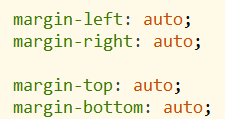 margin-left: auto;
margin-right: auto;

margin-top: auto;
margin-bottom: auto;